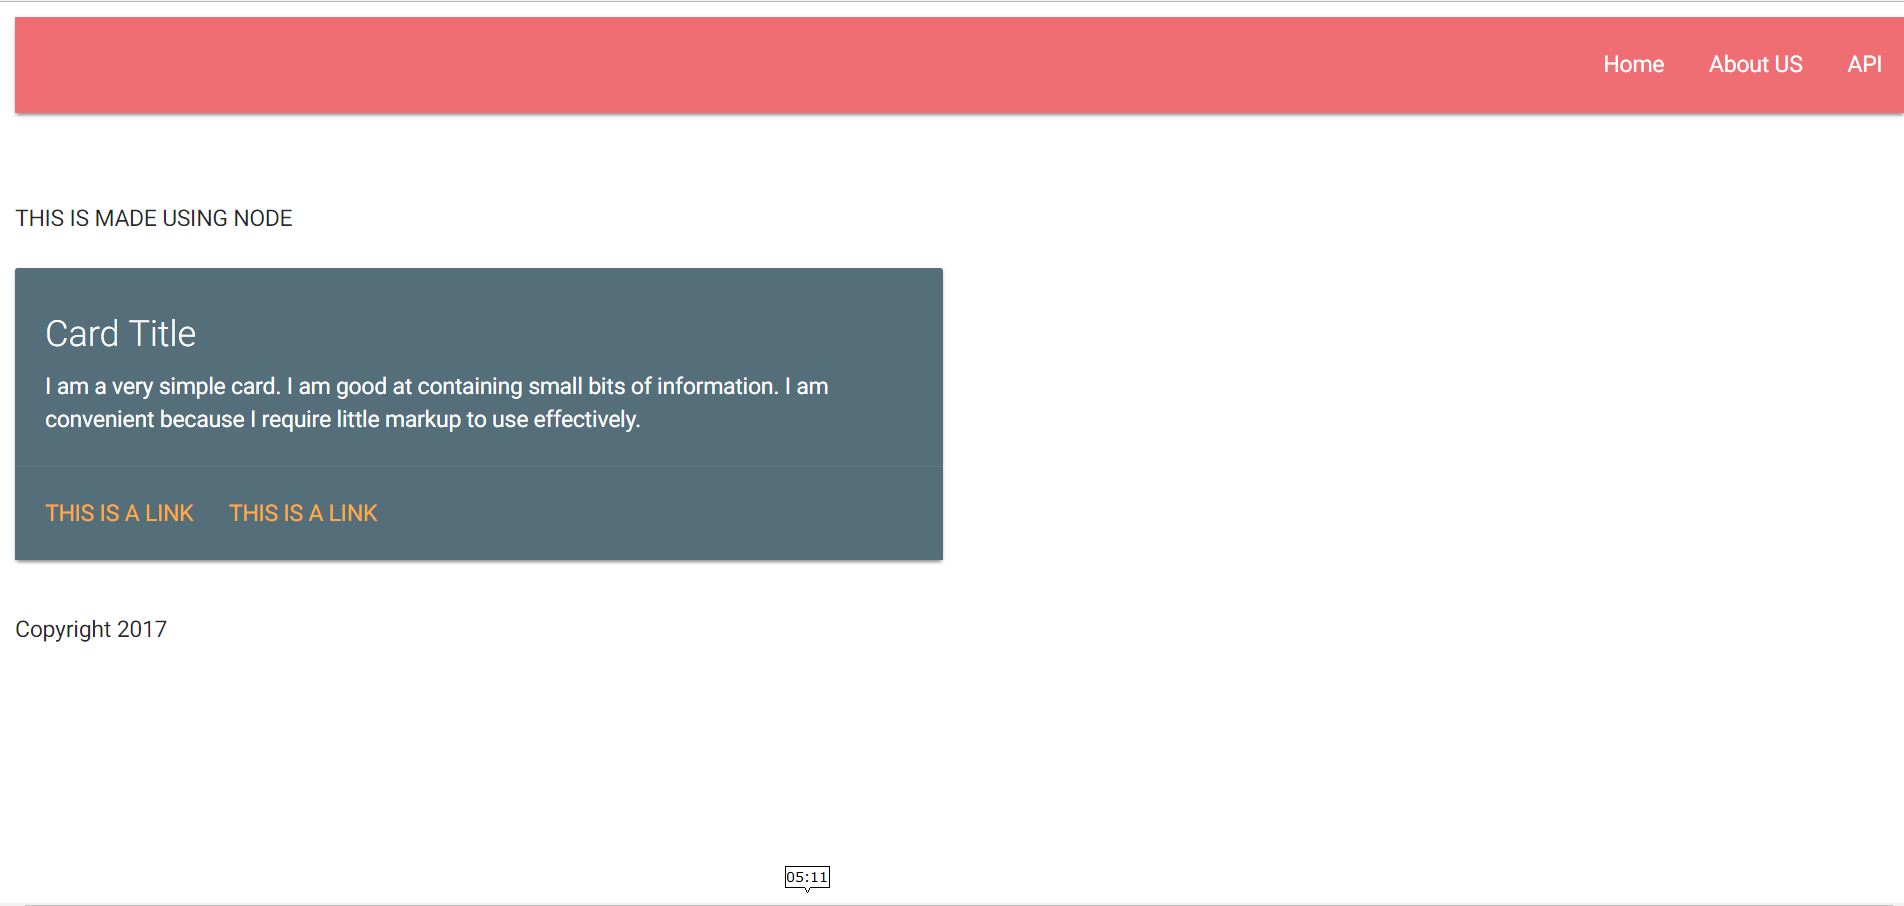 Home About US API
THIS IS MADE USING NODE
Card Title
I am a very simple card. I am good at containing small bits of information. I am
convenient because I require little markup to use effectively.
THIS IS A LINK THIS IS A LINK
Copyright 2017
05:11